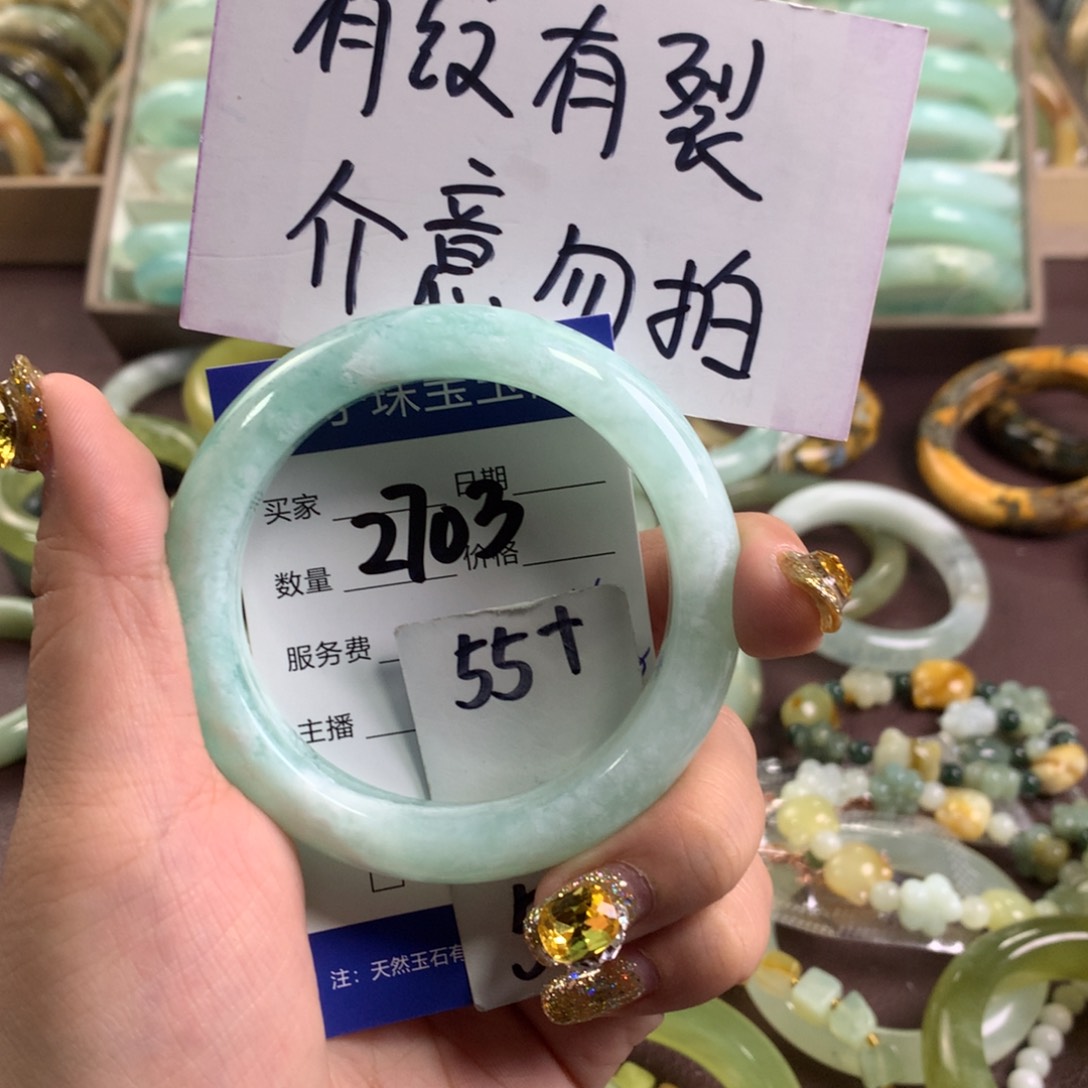 有纹有裂
介意勿拍
珠宝玉
买家 日期
2703
数量 价格
55+
服务费
主播
注：天然玉石有